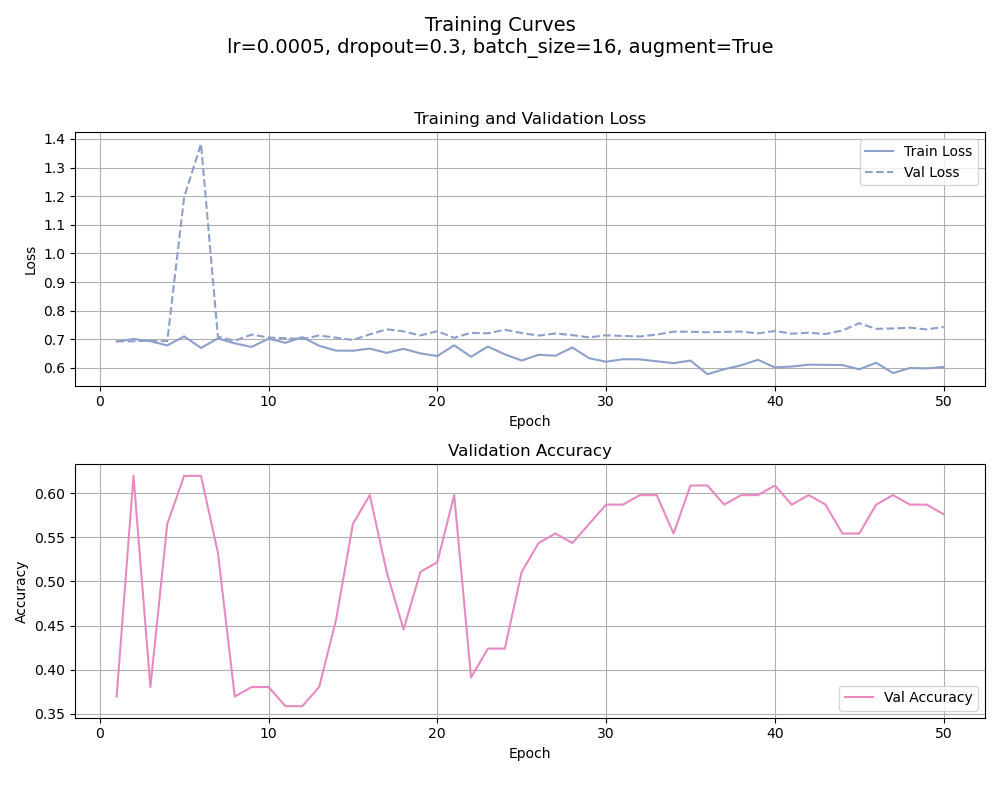 Training Curves
lr=0.0005, dropout=0.3, batch_size=16, augment=True
Training and Validation Loss
1.4
1.3
1.2
1.1
1.0
0.9
0.8
0.7
0.6
Loss
Train Loss
Val Loss
0 10 20 30 40 50
Epoch
Validation Accuracy
0.60
0.55
0.50
0.45
0.40
0.35
Accuracy
Val Accuracy
0 10 20 30 40 50
Epoch